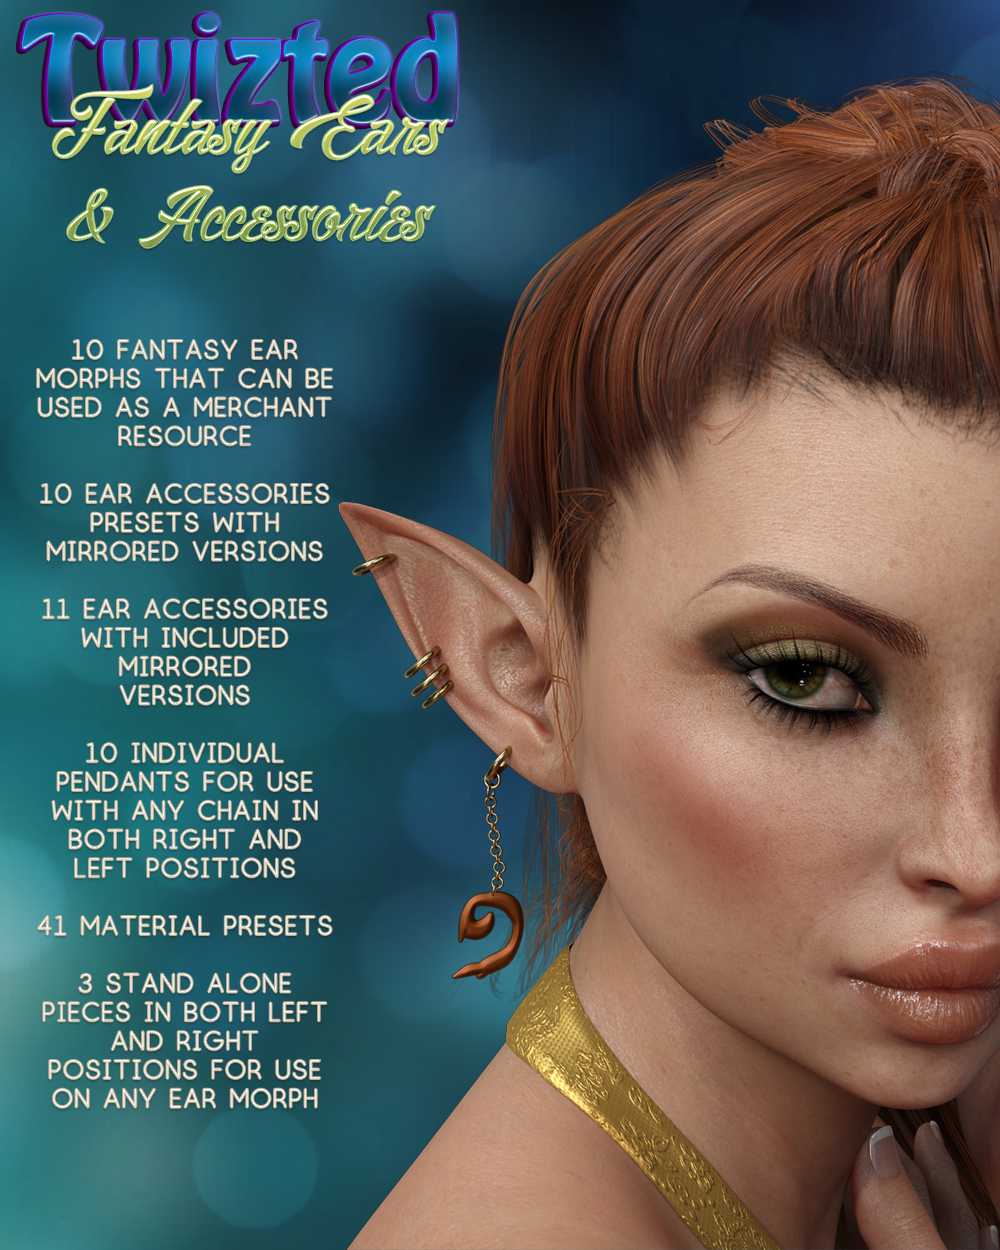 Twizted
Fantasy Ears
& Accessories
10 FANTASY EAR
MORPHS THAT CAN BE
USED AS A MERCHANT
RESOURCE
10 EAR ACCESSORIES
PRESETS WITH
MIRRORED VERSIONS
11 EAR ACCESSORIES
WITH INCLUDED
MIRRORED
VERSIONS
10 INDIVIDUAL
PENDANTS FOR USE
WITH ANY CHAIN IN
BOTH RIGHT AND
LEFT POSITIONS
41 MATERIAL PRESETS
3 STAND ALONE
PIECES IN BOTH LEFT
AND RIGHT
POSITIONS FOR USE
ON ANY EAR MORPH